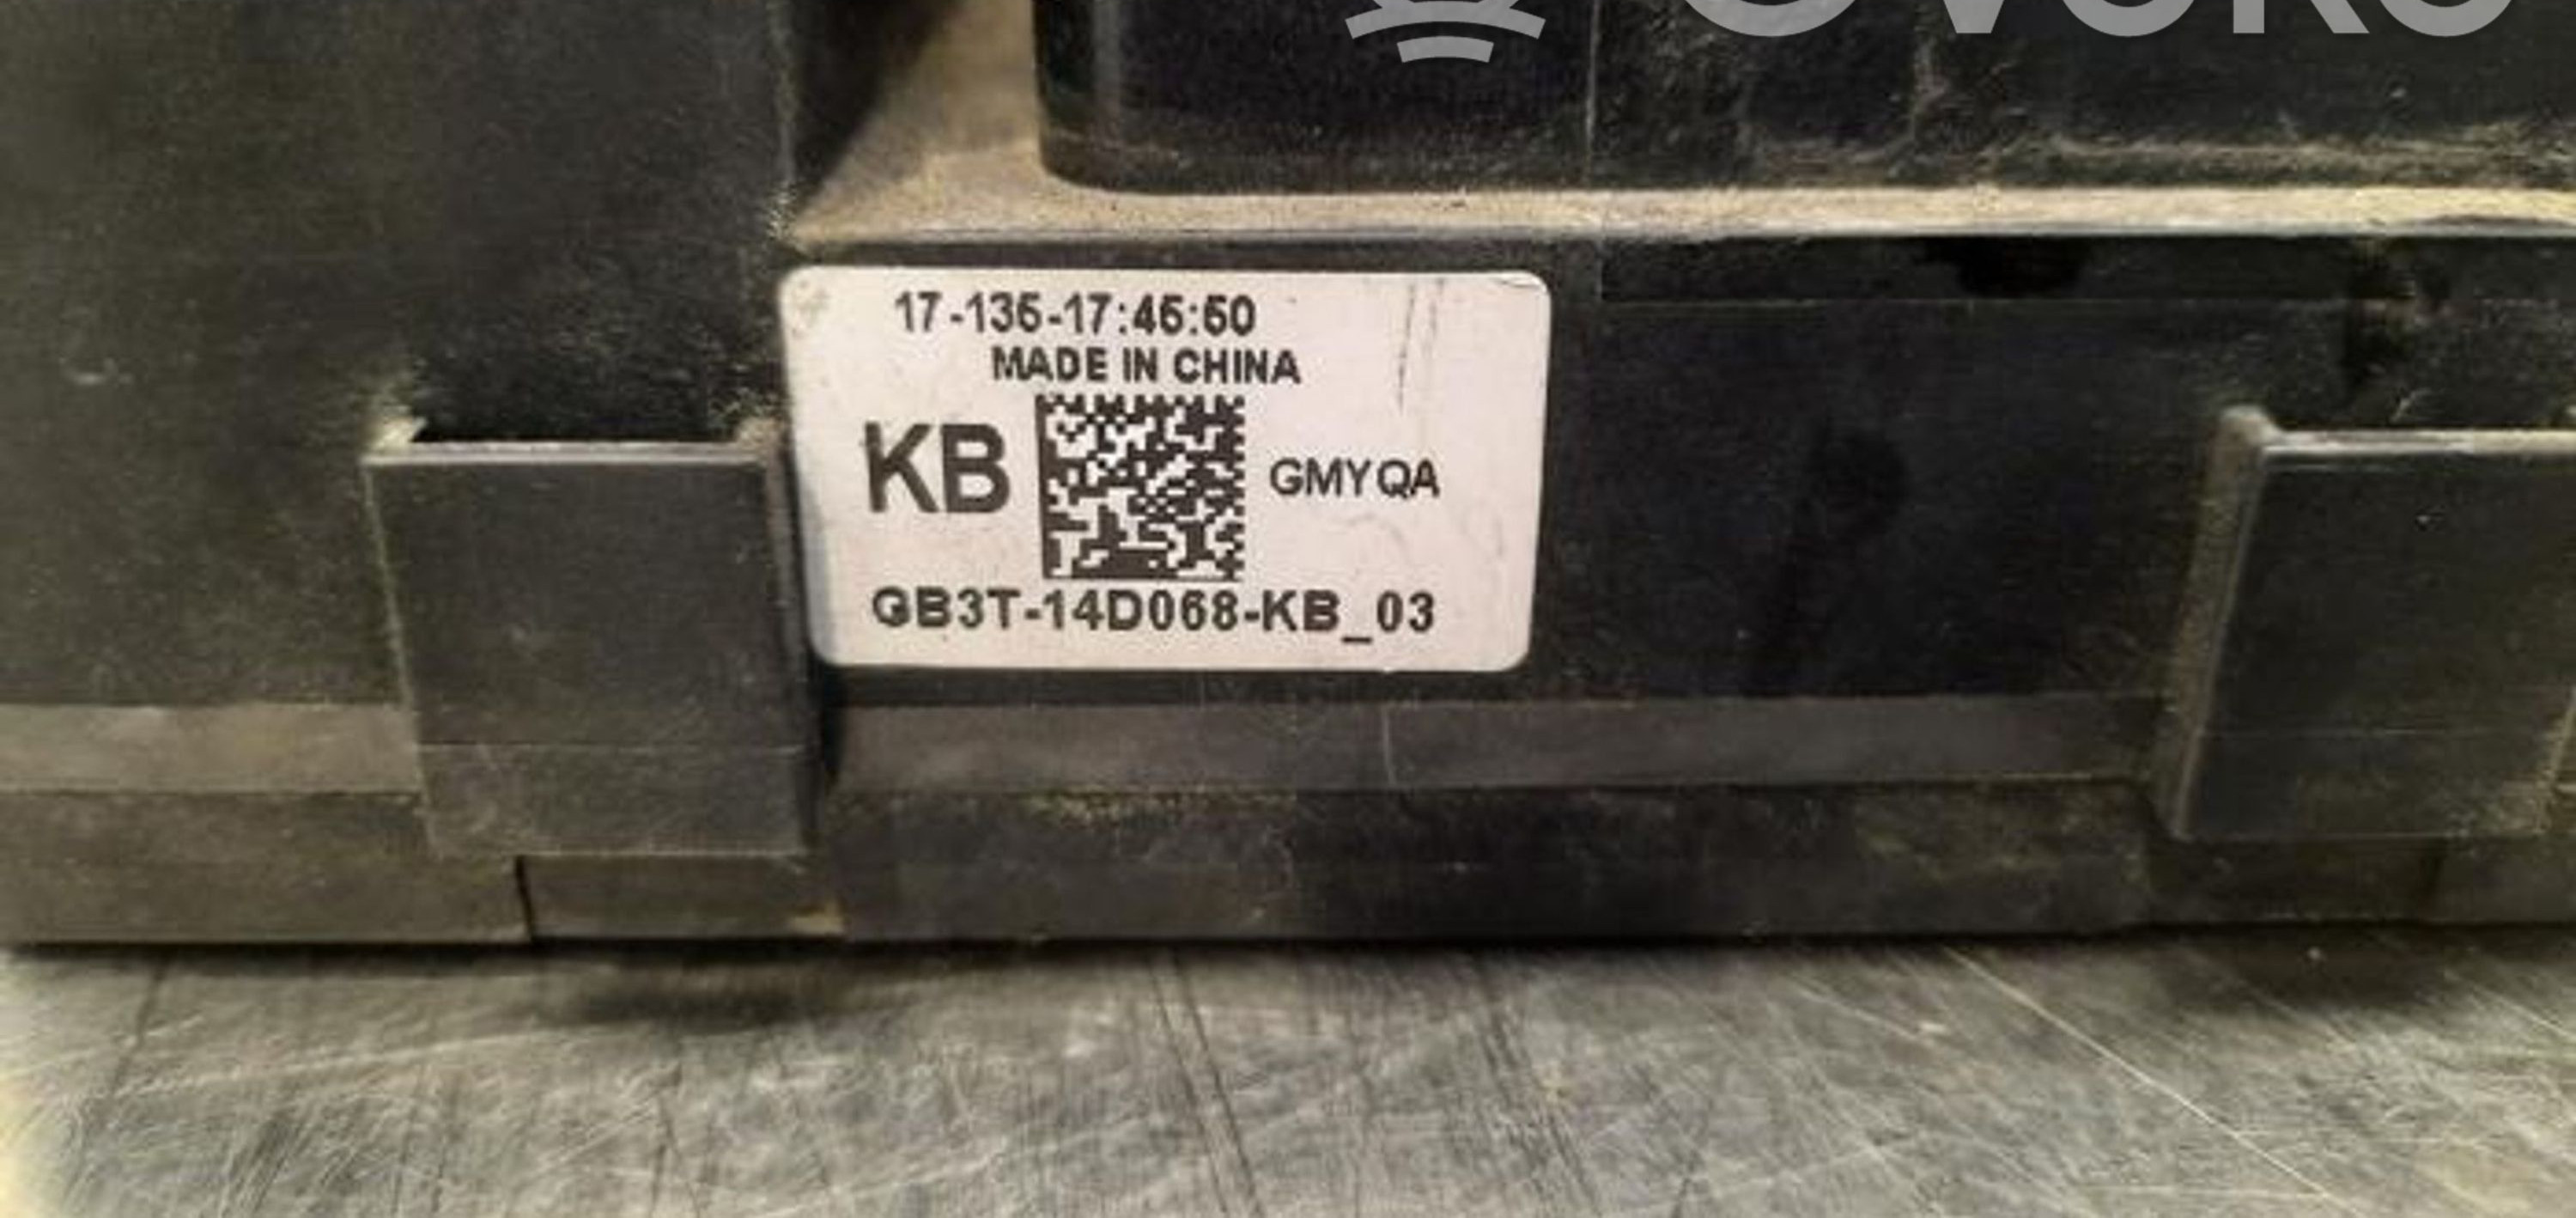 17-135-17:45:50
MADE IN CHINA
KB GMYQA
GB3T-14D068-KB_03